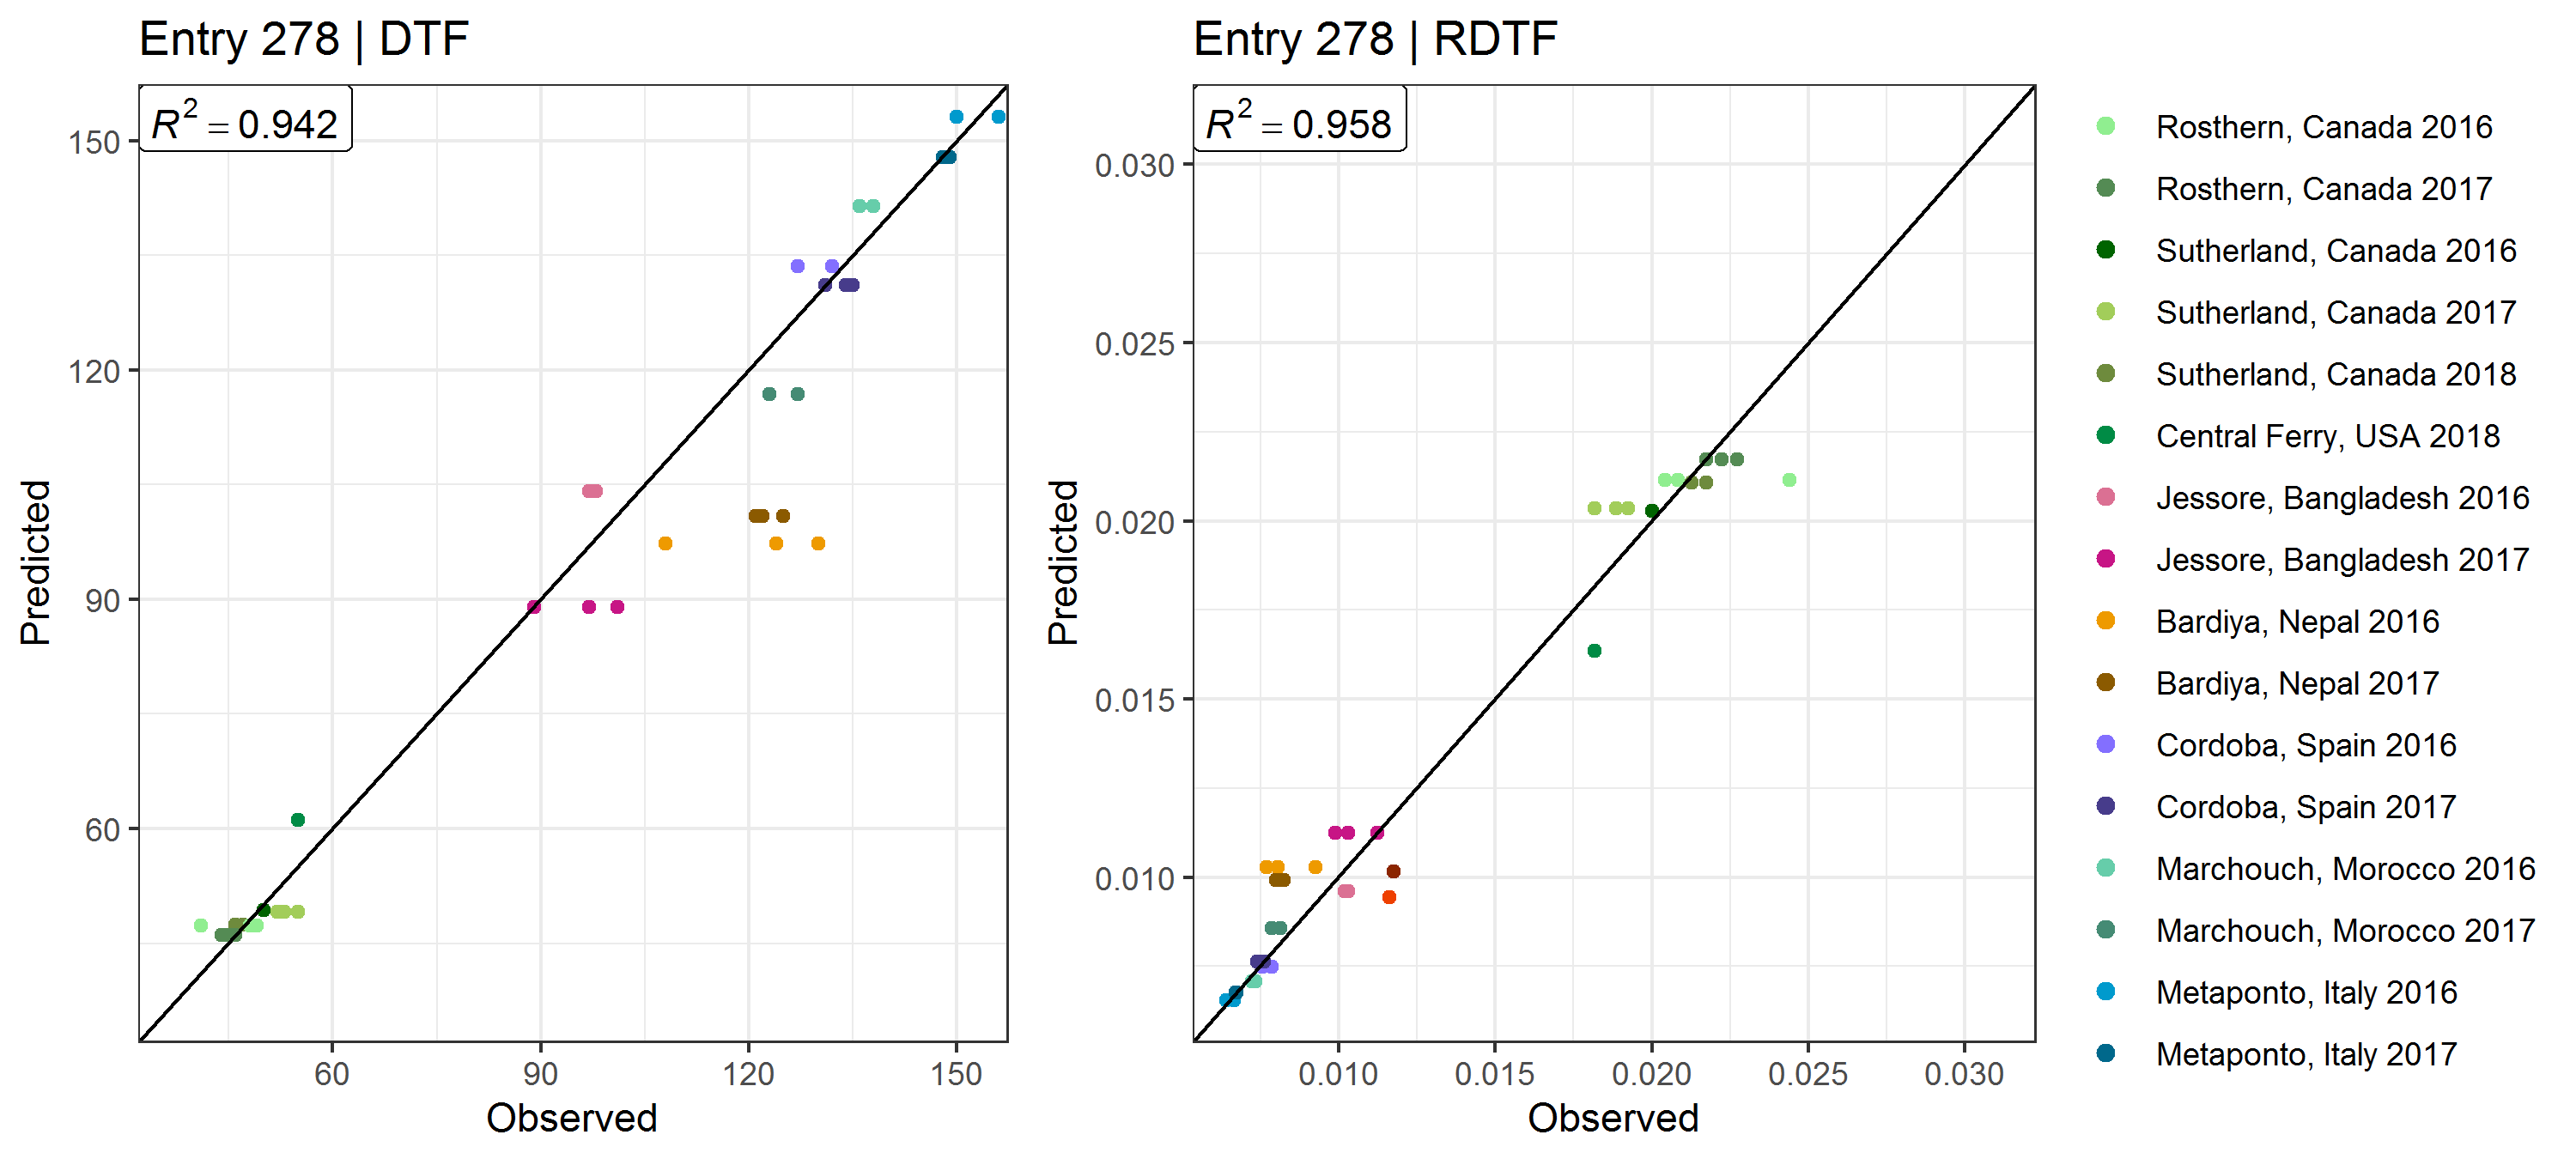 Entry 278 | DTF
R² = 0.942
150
120
90
60
Predicted
60 90 120 150
Observed
Entry 278 | RDTF
R² = 0.958
0.030
0.025
0.020
0.015
0.010
Predicted
0.010 0.015 0.020 0.025 0.030
Observed
Rosthern, Canada 2016
Rosthern, Canada 2017
Sutherland, Canada 2016
Sutherland, Canada 2017
Sutherland, Canada 2018
Central Ferry, USA 2018
Jessore, Bangladesh 2016
Jessore, Bangladesh 2017
Bardiya, Nepal 2016
Bardiya, Nepal 2017
Cordoba, Spain 2016
Cordoba, Spain 2017
Marchouch, Morocco 2016
Marchouch, Morocco 2017
Metaponto, Italy 2016
Metaponto, Italy 2017